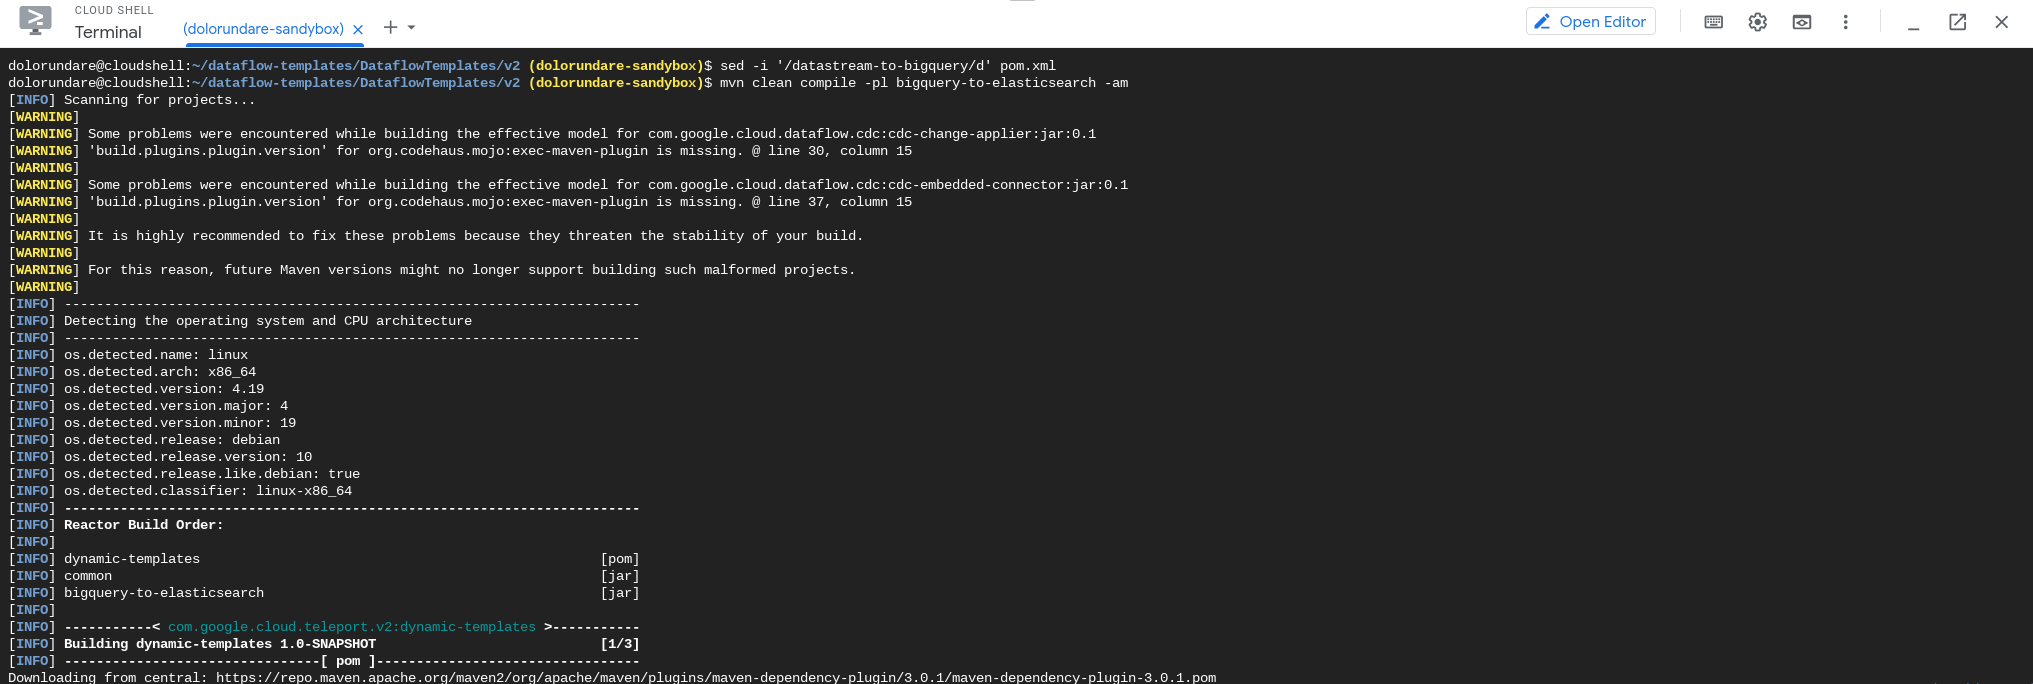 CLOUD SHELL
Terminal
(dolorundare-sandybox)
Open Editor
dolorundare@cloudshell:~/dataflow-templates/DataflowTemplates/v2 (dolorundare-sandybox)$ sed -i '/datastream-to-bigquery/d' pom.xml
dolorundare@cloudshell:~/dataflow-templates/DataflowTemplates/v2 (dolorundare-sandybox)$ mvn clean compile -pl bigquery-to-elasticsearch -am
[INFO] Scanning for projects...
[WARNING]
[WARNING] Some problems were encountered while building the effective model for com.google.cloud.dataflow.cdc:cdc-change-applier:jar:0.1
[WARNING] 'build.plugins.plugin.version' for org.codehaus.mojo:exec-maven-plugin is missing. @ line 30, column 15
[WARNING]
[WARNING] Some problems were encountered while building the effective model for com.google.cloud.dataflow.cdc:cdc-embedded-connector:jar:0.1
[WARNING] 'build.plugins.plugin.version' for org.codehaus.mojo:exec-maven-plugin is missing. @ line 37, column 15
[WARNING]
[WARNING] It is highly recommended to fix these problems because they threaten the stability of your build.
[WARNING]
[WARNING] For this reason, future Maven versions might no longer support building such malformed projects.
[WARNING]
[INFO] ------------------------------------------------------------------------
[INFO] Detecting the operating system and CPU architecture
[INFO] ------------------------------------------------------------------------
[INFO] os.detected.name: linux
[INFO] os.detected.arch: x86_64
[INFO] os.detected.version: 4.19
[INFO] os.detected.version.major: 4
[INFO] os.detected.version.minor: 19
[INFO] os.detected.release: debian
[INFO] os.detected.release.version: 10
[INFO] os.detected.release.like.debian: true
[INFO] os.detected.classifier: linux-x86_64
[INFO] ------------------------------------------------------------------------
[INFO] Reactor Build Order:
[INFO]
[INFO] dynamic-templates                                                  [pom]
[INFO] common                                                             [jar]
[INFO] bigquery-to-elasticsearch                                          [jar]
[INFO]
[INFO] -----------< com.google.cloud.teleport.v2:dynamic-templates >-----------
[INFO] Building dynamic-templates 1.0-SNAPSHOT                            [1/3]
[INFO] --------------------------------[ pom ]---------------------------------
Downloading from central: https://repo.maven.apache.org/maven2/org/apache/maven/plugins/maven-dependency-plugin/3.0.1/maven-dependency-plugin-3.0.1.pom